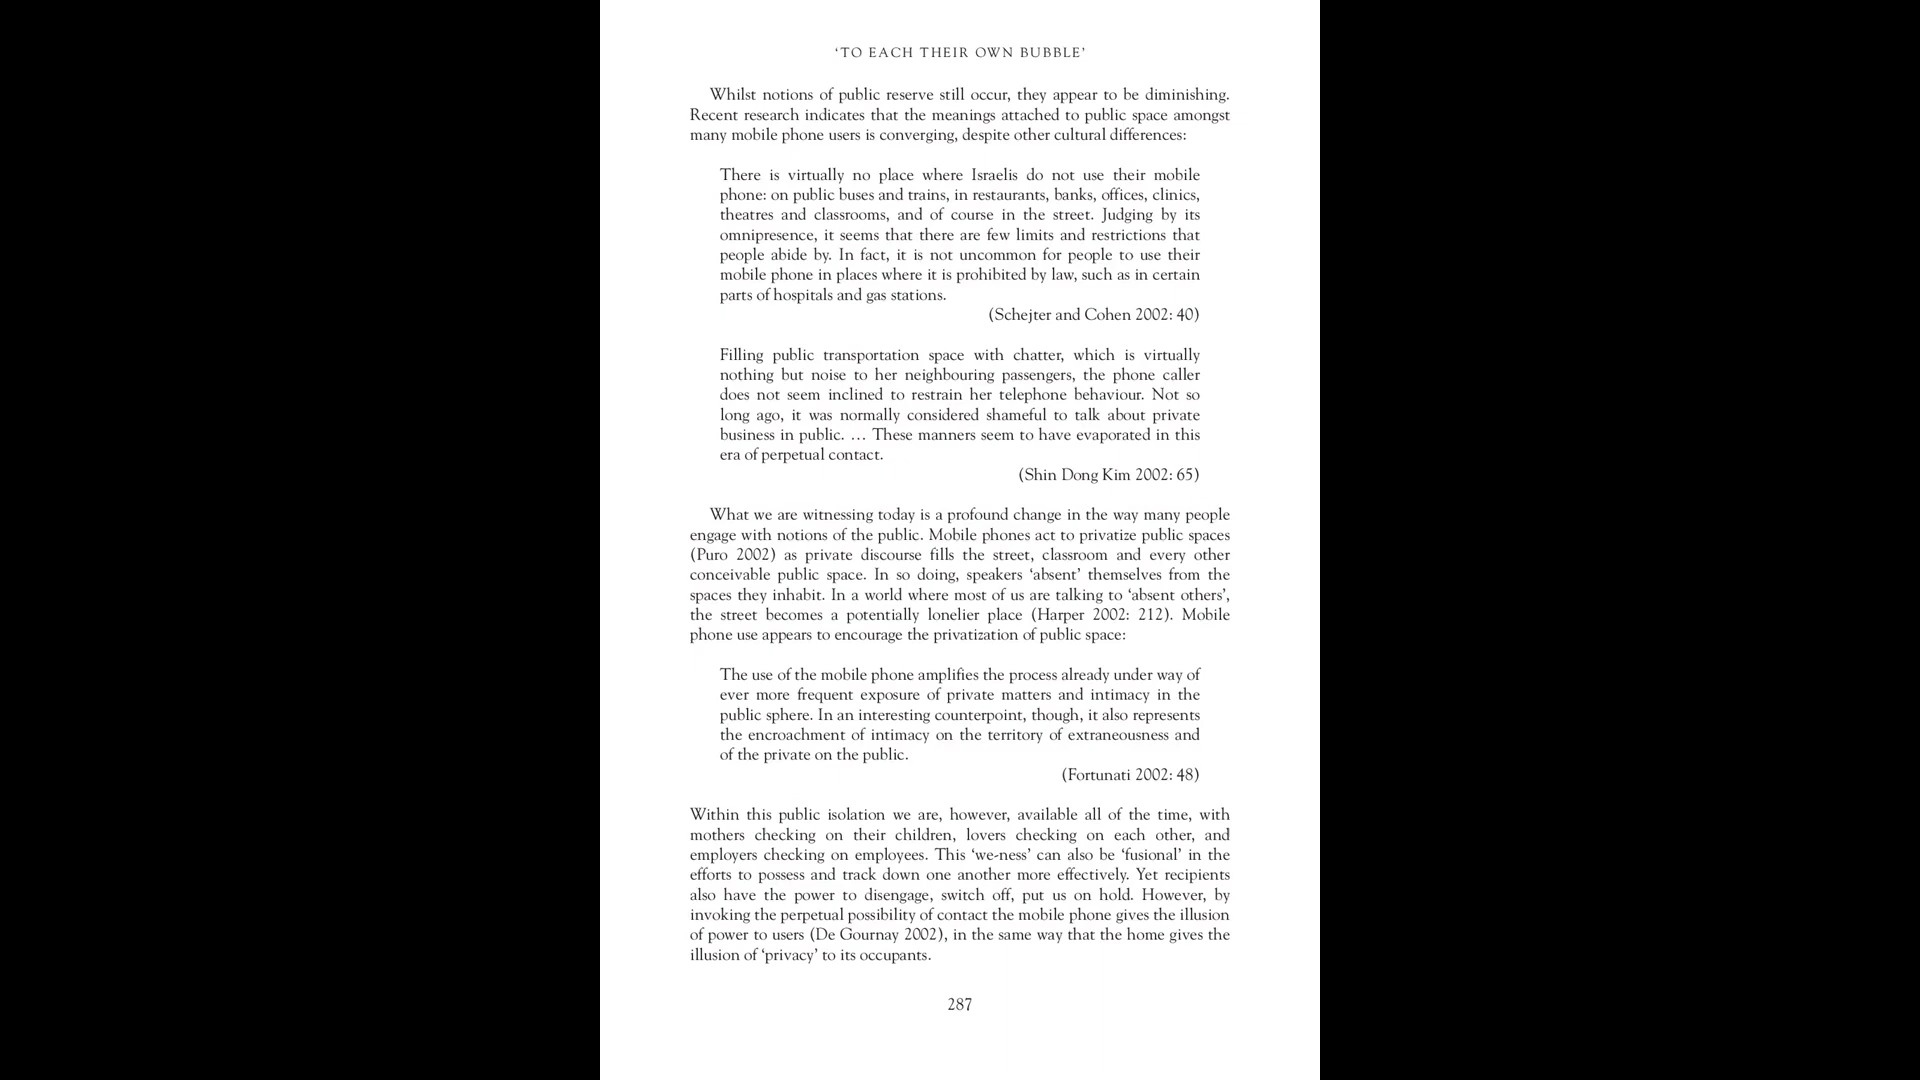 ‘TO EACH THEIR OWN BUBBLE’
Whilst notions of public reserve still occur, they appear to be diminishing.
Recent research indicates that the meanings attached to public space amongst
many mobile phone users is converging, despite other cultural differences:
There is virtually no place where Israelis do not use their mobile
phone: on public buses and trains, in restaurants, banks, offices, clinics,
theatres and classrooms, and of course in the street. Judging by its
omnipresence, it seems that there are few limits and restrictions that
people abide by. In fact, it is not uncommon for people to use their
mobile phone in places where it is prohibited by law, such as in certain
parts of hospitals and gas stations.
(Schejter and Cohen 2002: 40)
Filling public transportation space with chatter, which is virtually
nothing but noise to her neighbouring passengers, the phone caller
does not seem inclined to restrain her telephone behaviour. Not so
long ago, it was normally considered shameful to talk about private
business in public. … These manners seem to have evaporated in this
era of perpetual contact.
(Shin Dong Kim 2002: 65)
What we are witnessing today is a profound change in the way many people
engage with notions of the public. Mobile phones act to privatize public spaces
(Puro 2002) as private discourse fills the street, classroom and every other
conceivable public space. In so doing, speakers ‘absent’ themselves from the
spaces they inhabit. In a world where most of us are talking to ‘absent others’,
the street becomes a potentially lonelier place (Harper 2002: 212). Mobile
phone use appears to encourage the privatization of public space:
The use of the mobile phone amplifies the process already under way of
ever more frequent exposure of private matters and intimacy in the
public sphere. In an interesting counterpoint, though, it also represents
the encroachment of intimacy on the territory of extraneousness and
of the private on the public.
(Fortunati 2002: 48)
Within this public isolation we are, however, available all of the time, with
mothers checking on their children, lovers checking on each other, and
employers checking on employees. This ‘we-ness’ can also be ‘fusional’ in the
efforts to possess and track down one another more effectively. Yet recipients
also have the power to disengage, switch off, put us on hold. However, by
invoking the perpetual possibility of contact the mobile phone gives the illusion
of power to users (De Gournay 2002), in the same way that the home gives the
illusion of ‘privacy’ to its occupants.
287